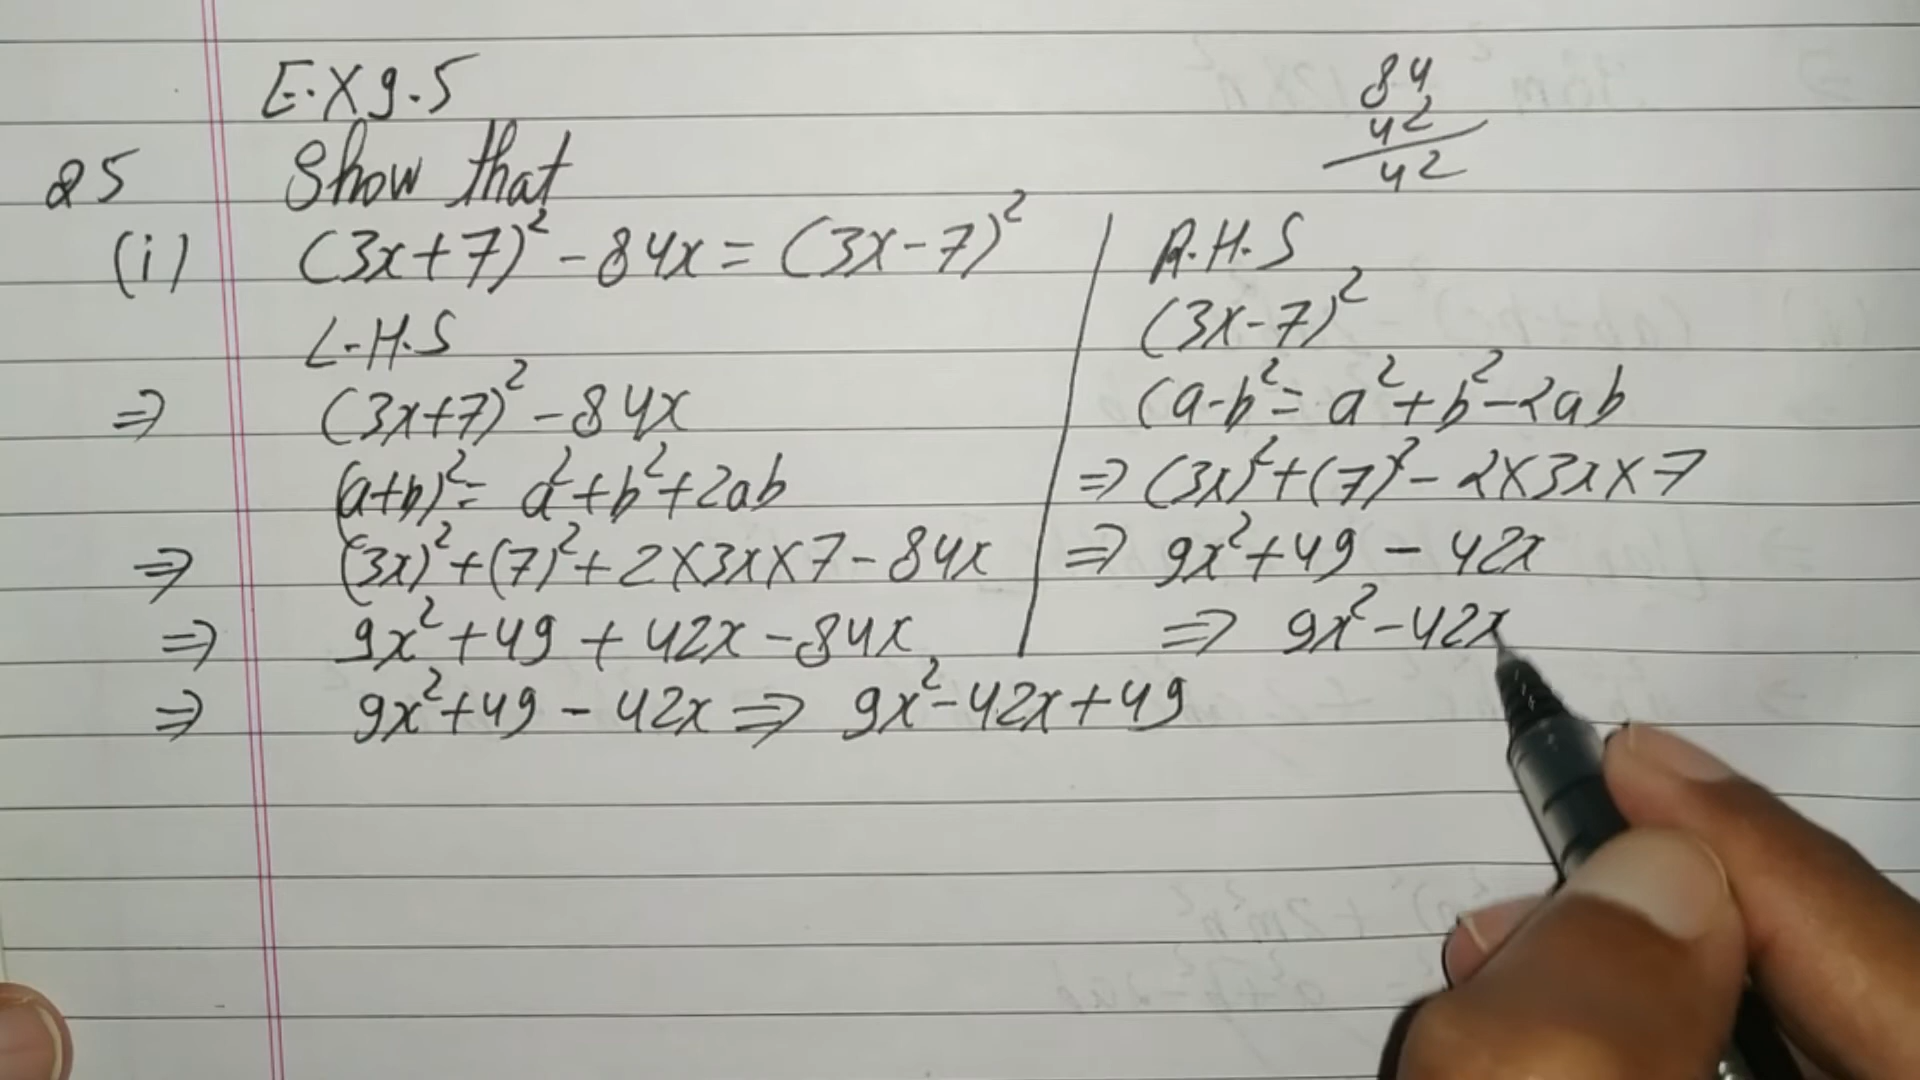 E.X 9.5
84
42
42
Q5 Show that
(i) (3x+7)² - 84x = (3x-7)²
L.H.S
⇒ (3x+7)² - 84x
(a+b)² = a²+b²+2ab
⇒ (3x)²+(7)²+2×3x×7-84x
⇒ 9x²+49+42x-84x
⇒ 9x²+49-42x ⇒ 9x²-42x+49
R.H.S
(3x-7)²
(a-b² = a²+b²-2ab
⇒ (3x)²+(7)²-2×3x×7
⇒ 9x²+49-42x
⇒ 9x²-42x